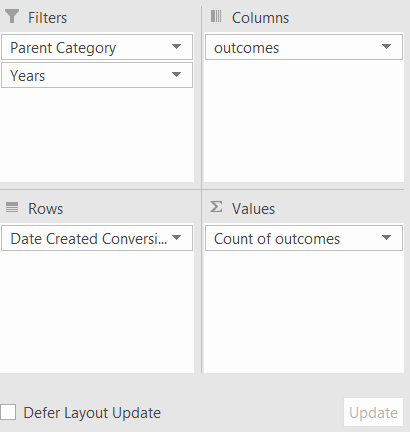 Filters
Parent Category
Years
Columns
outcomes
Rows
Date Created Conversi...
Values
Count of outcomes
Defer Layout Update
Update